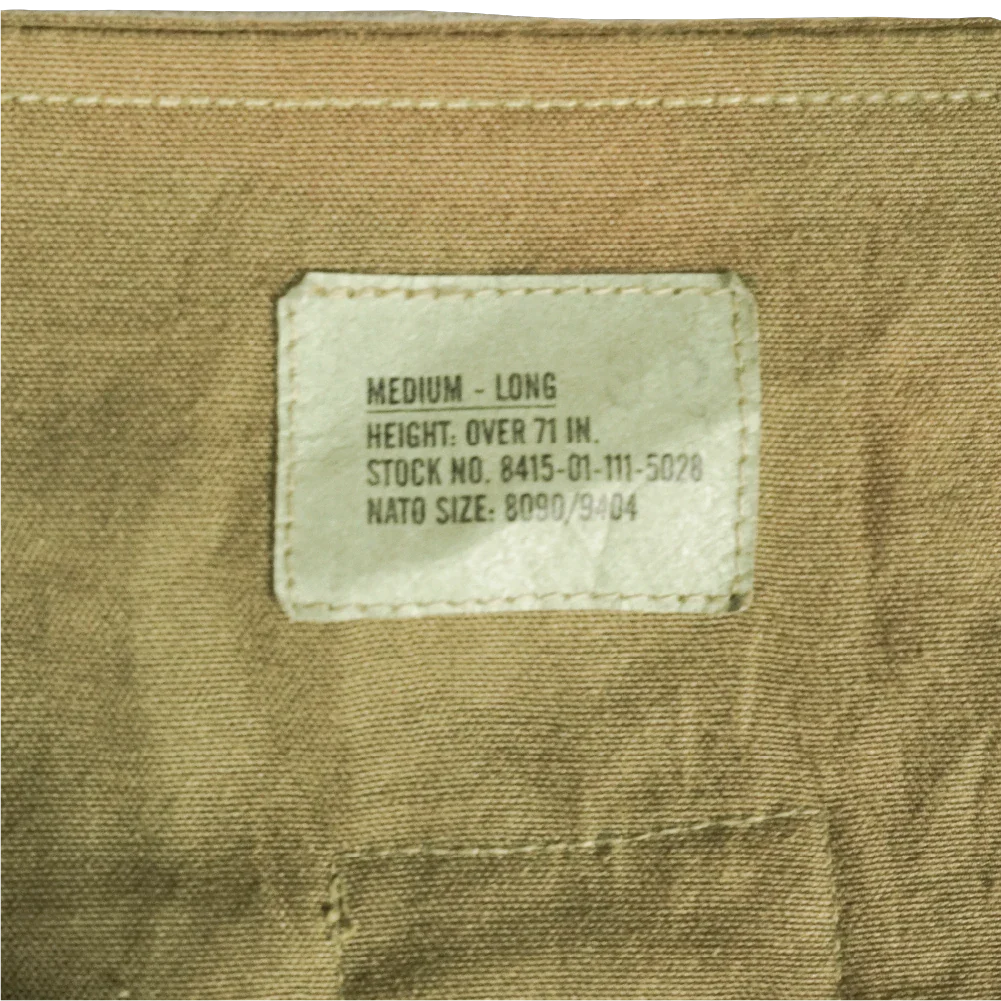 MEDIUM - LONG
HEIGHT: OVER 71 IN.
STOCK NO. 8415-01-111-5028
NATO SIZE: 8090/9404